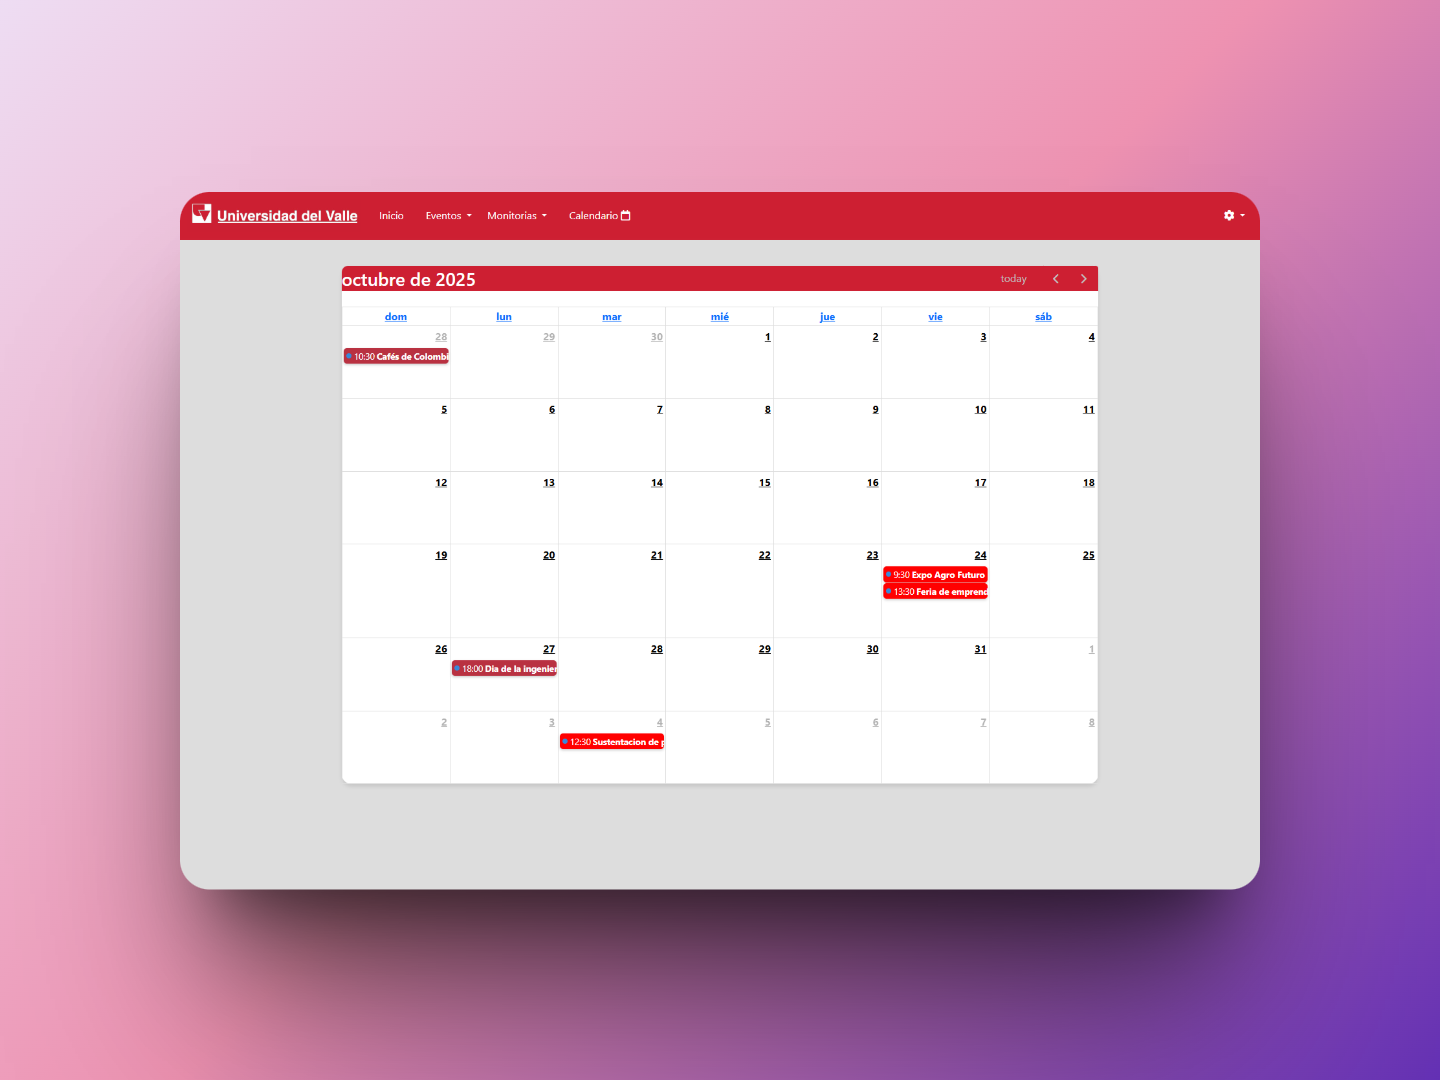 Universidad del Valle Inicio Eventos Monitorias Calendario
octubre de 2025 today
dom lun mar mié jue vie sáb
28 29 30 1 2 3 4
10:30 Cafés de Colombi
5 6 7 8 9 10 11
12 13 14 15 16 17 18
19 20 21 22 23 24 25
9:30 Expo Agro Futuro
13:30 Feria de emprend
26 27 28 29 30 31 1
18:00 Dia de la ingenier
2 3 4 5 6 7 8
12:30 Sustentacion de p